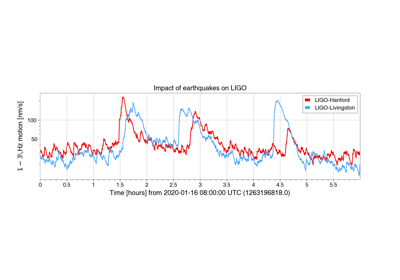 Impact of earthquakes on LIGO
LIGO-Hanford
LIGO-Livingston
1 − 3\,Hz motion [nm/s]
100
50
0 0.5 1 1.5 2 2.5 3 3.5 4 4.5 5 5.5
Time [hours] from 2020-01-16 08:00:00 UTC (1263196818.0)